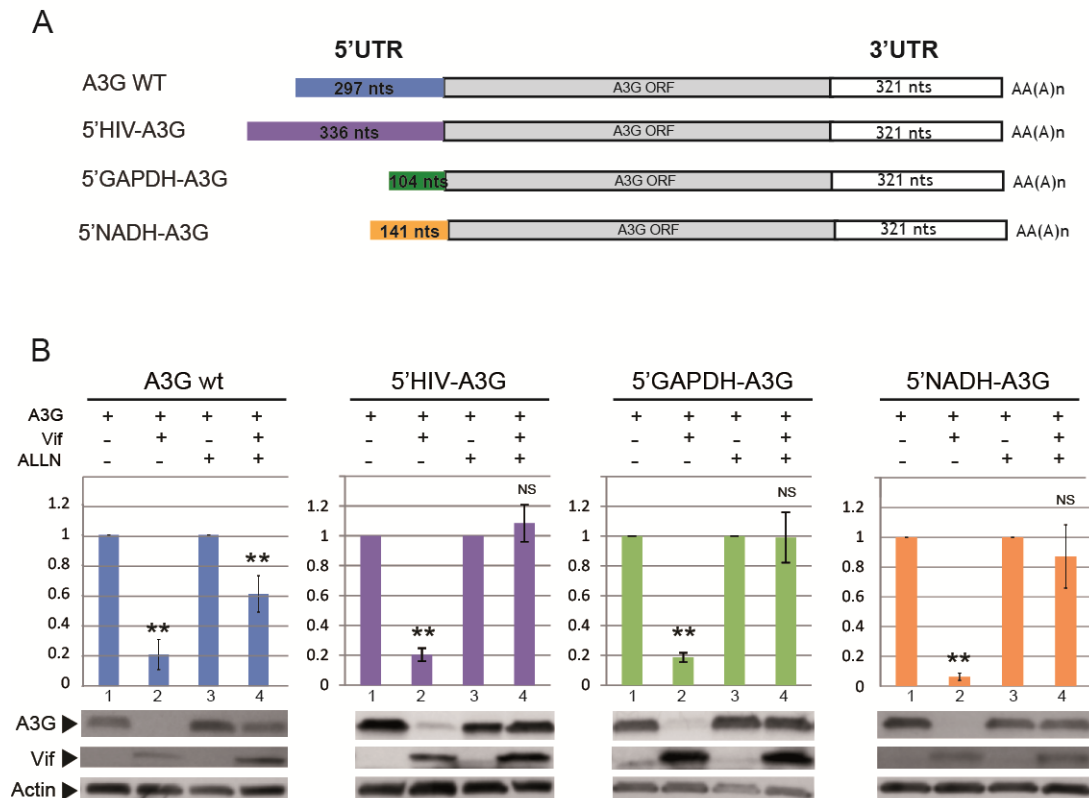 A
5'UTR 3'UTR
A3G WT 297 nts A3G ORF 321 nts AA(A)n
5'HIV-A3G 336 nts A3G ORF 321 nts AA(A)n
5'GAPDH-A3G 104 nts A3G ORF 321 nts AA(A)n
5'NADH-A3G 141 nts A3G ORF 321 nts AA(A)n
B
A3G wt 5'HIV-A3G 5'GAPDH-A3G 5'NADH-A3G
A3G + + + + + + + + + + + + + + + +
Vif - + - + - + - + - + - + - + - +
ALLN - - + + - - + + - - + + - - + +
NS NS NS
1.2 1.2 1.2 1.2
1 1 1 1
0.8 0.8 0.8 0.8
** **
0.6 0.6 0.6 0.6
0.4 0.4 0.4 0.4
** ** ** **
0.2 0.2 0.2 0.2
0 0 0 0
1 2 3 4 1 2 3 4 1 2 3 4 1 2 3 4
A3G
Vif
Actin